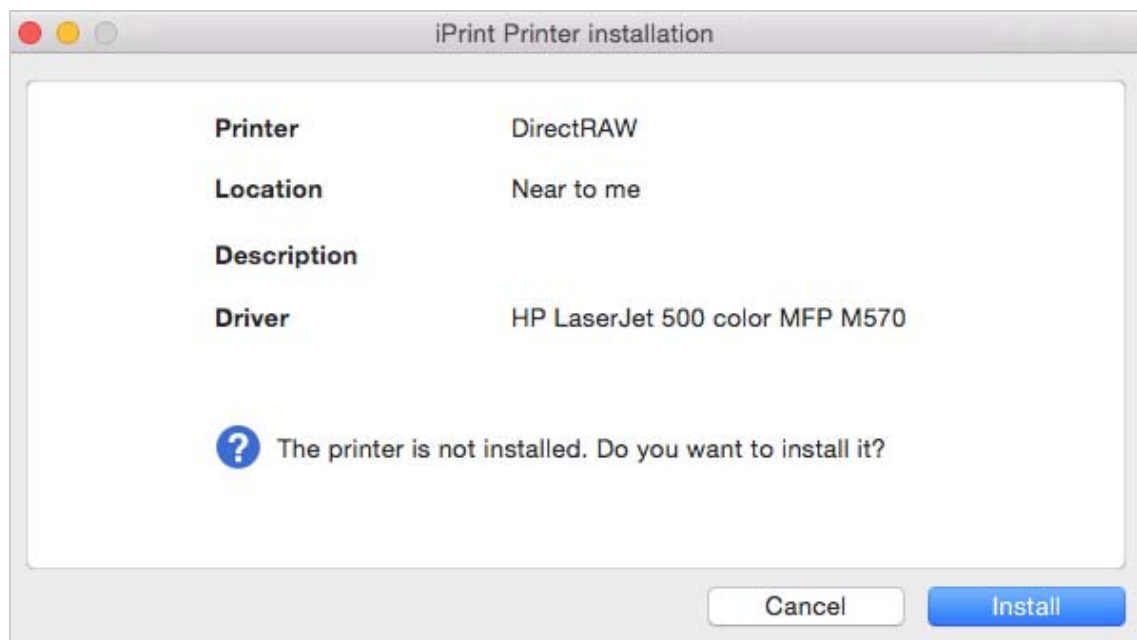 iPrint Printer installation
Printer DirectRAW
Location Near to me
Description
Driver HP LaserJet 500 color MFP M570
? The printer is not installed. Do you want to install it?
Cancel Install